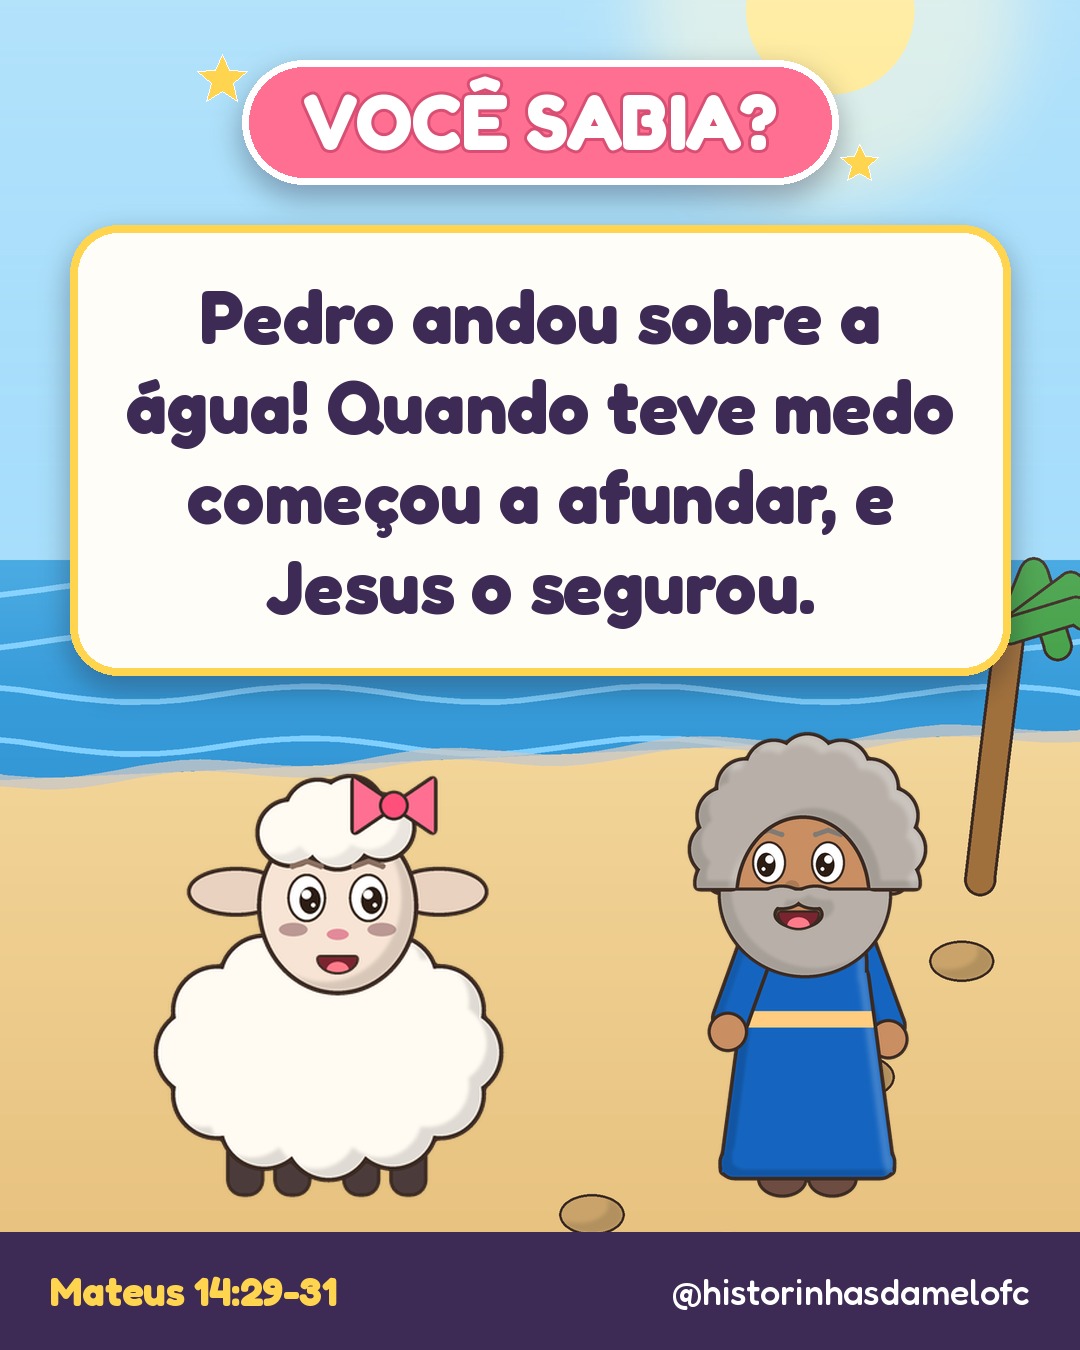 VOCÊ SABIA?
Pedro andou sobre a
água! Quando teve medo
começou a afundar, e
Jesus o segurou.
Mateus 14:29-31
@historinhasdamelofc